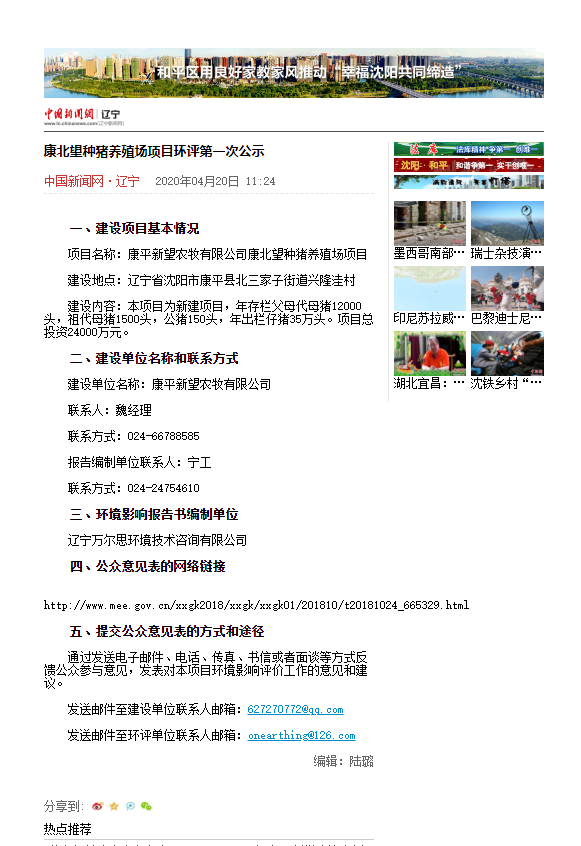 和平区用良好家教家风推动“幸福沈阳共同缔造”
中国新闻网 辽宁
康北望种猪养殖场项目环评第一次公示
中国新闻网·辽宁 2020年04月20日 11:24
一、建设项目基本情况
项目名称：康平新望农牧有限公司康北望种猪养殖场项目
建设地点：辽宁省沈阳市康平县北三家子街道兴隆洼村
建设内容：本项目为新建项目，年存栏父母代母猪12000
头，祖代母猪1500头，公猪150头，年出栏仔猪35万头。项目总
投资24000万元。
二、建设单位名称和联系方式
建设单位名称：康平新望农牧有限公司
联系人：魏经理
联系方式：024-66788585
报告编制单位联系人：宁工
联系方式：024-24754610
三、环境影响报告书编制单位
辽宁万尔思环境技术咨询有限公司
四、公众意见表的网络链接
http://www.mee.gov.cn/xxgk2018/xxgk/xxgk01/201810/t20181024_665329.html
五、提交公众意见表的方式和途径
通过发送电子邮件、电话、传真、书信或者面谈等方式反
馈公众参与意见，发表对本项目环境影响评价工作的意见和建
议。
发送邮件至建设单位联系人邮箱：627270772@qq.com
发送邮件至环评单位联系人邮箱：onearthing@126.com
编辑：陆璐
分享到：
热点推荐
法库 法库精神“争第一 创唯一”
沈阳·和平 和谐争第一 实干创唯一
墨西哥南部… 瑞士杂技演…
印尼苏拉威… 巴黎迪士尼…
湖北宜昌：… 沈铁乡村“…